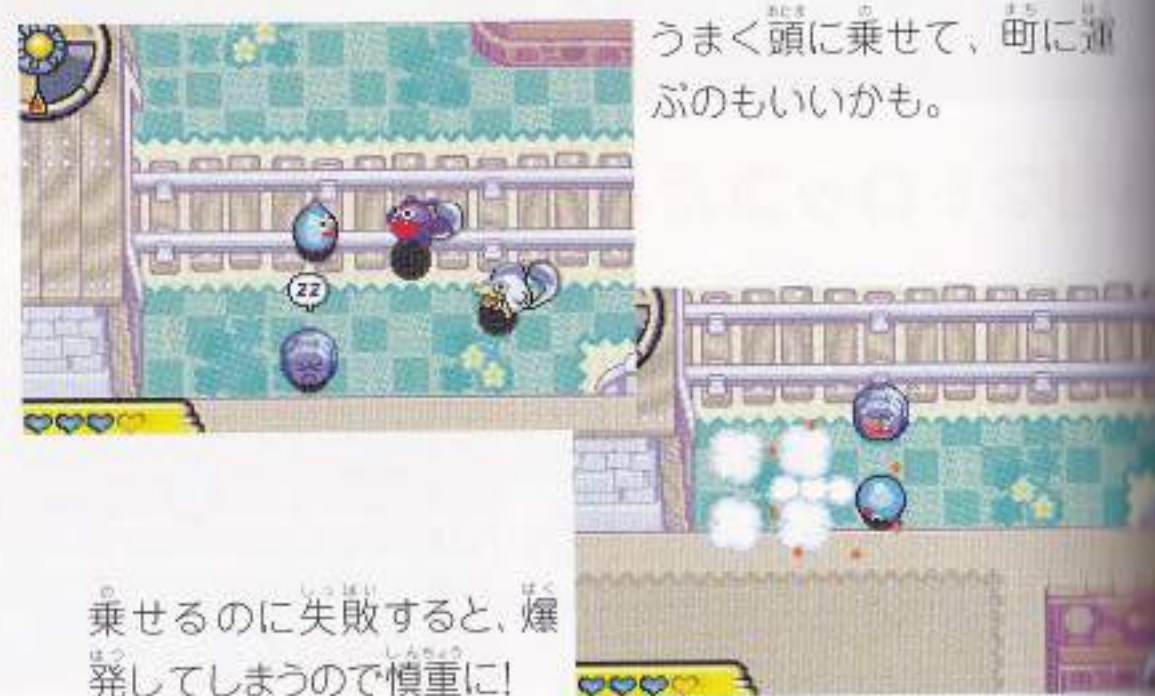 うまく頭に乗せて、町に運
ぶのもいいかも。
zz
乗せるのに失敗すると、爆
発してしまうので慎重に!